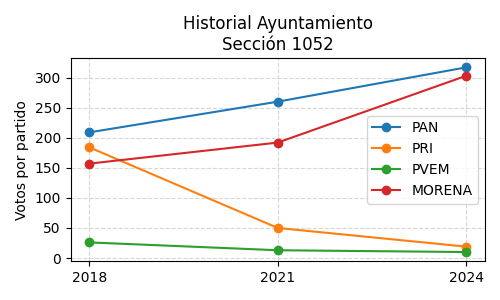 Historial Ayuntamiento
Sección 1052
Votos por partido
300
250
200
150
100
50
0
2018
2021
2024
PAN
PRI
PVEM
MORENA